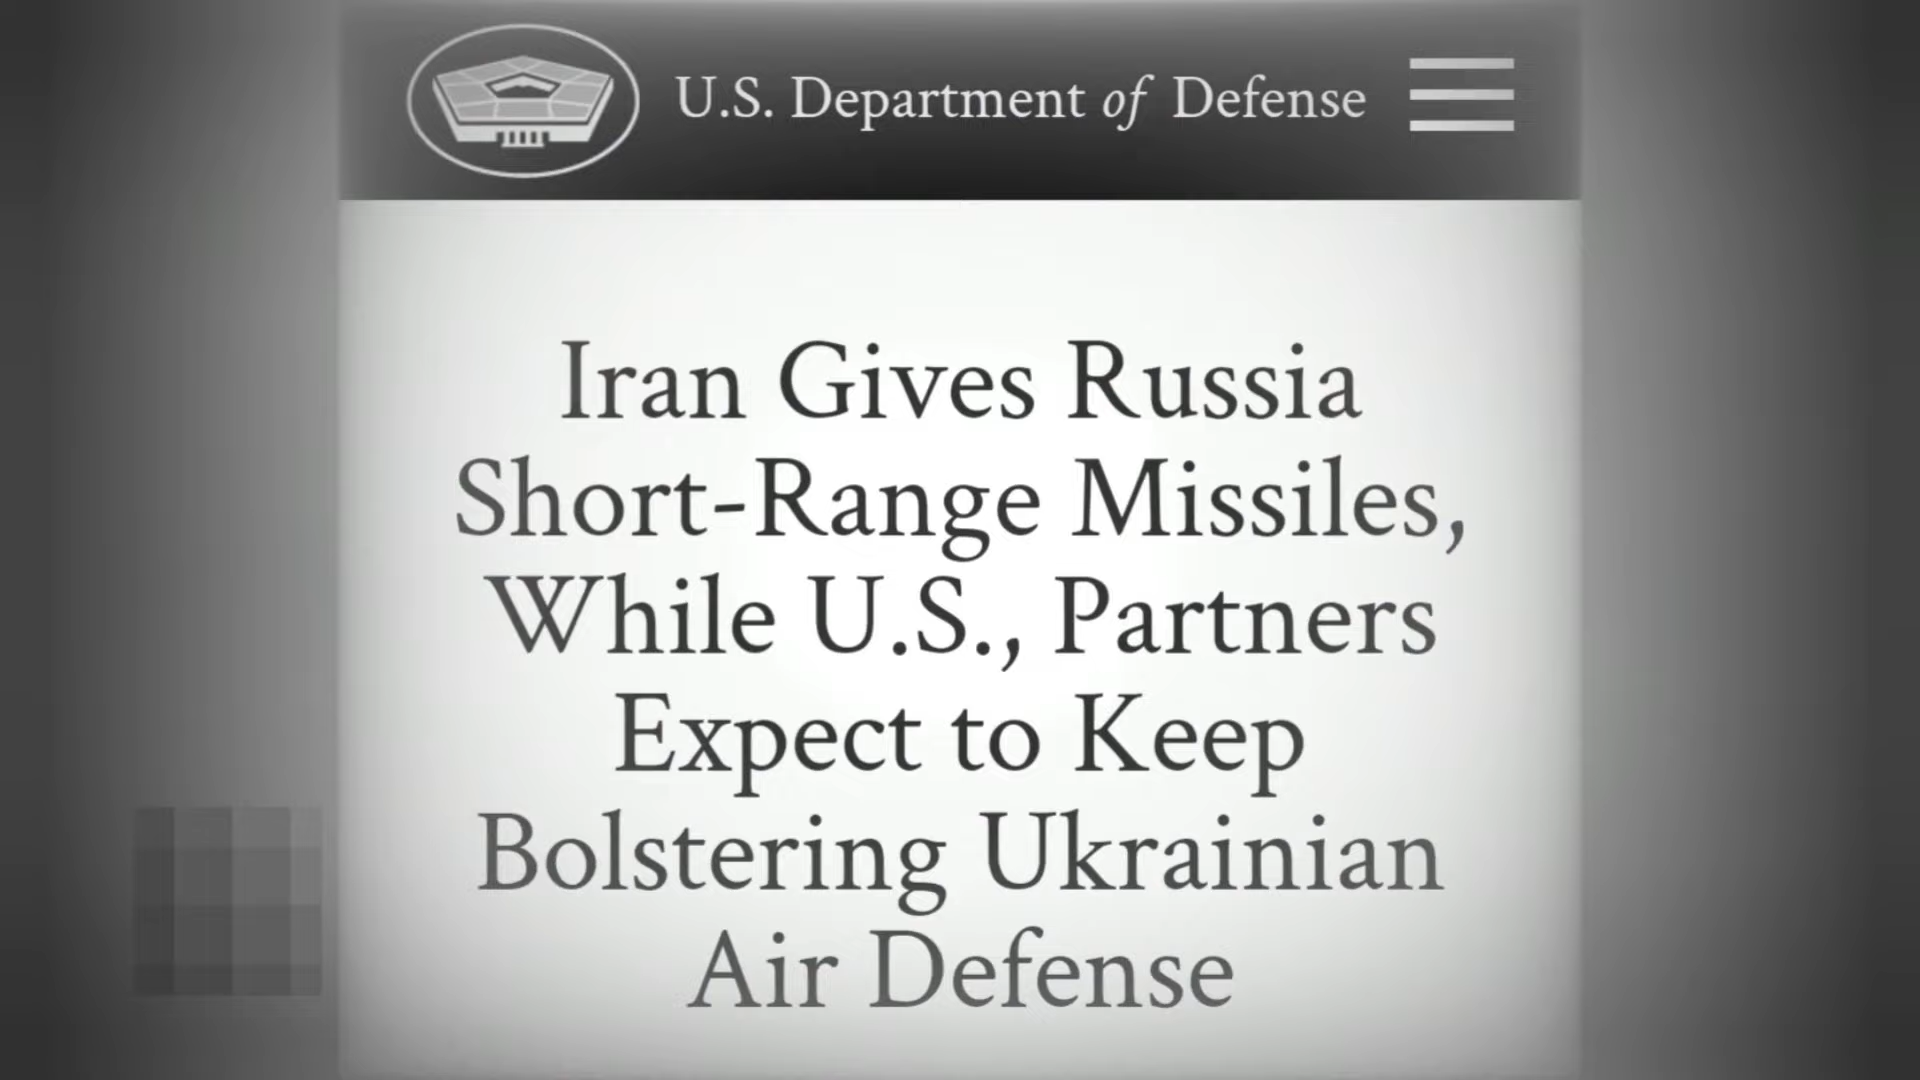 U.S. Department of Defense
Iran Gives Russia
Short-Range Missiles,
While U.S., Partners
Expect to Keep
Bolstering Ukrainian
Air Defense